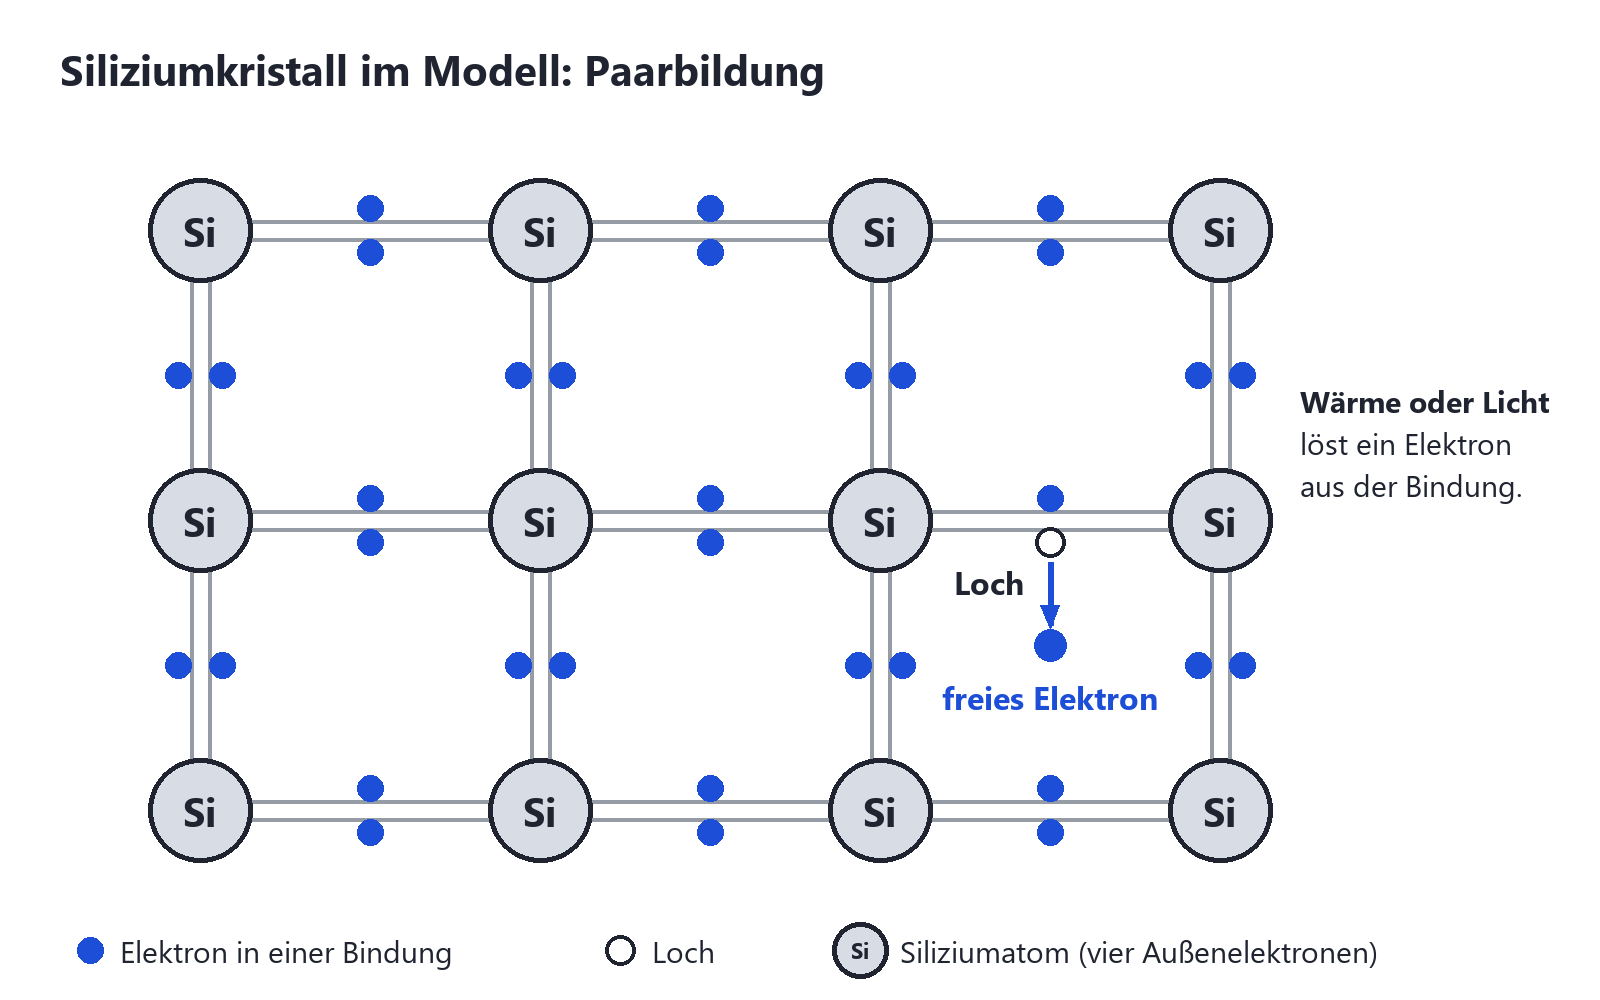 Siliziumkristall im Modell: Paarbildung
Si Si Si Si
Wärme oder Licht
löst ein Elektron
aus der Bindung.
Si Si Si Si
Loch
freies Elektron
Si Si Si Si
Elektron in einer Bindung Loch Si Siliziumatom (vier Außenelektronen)